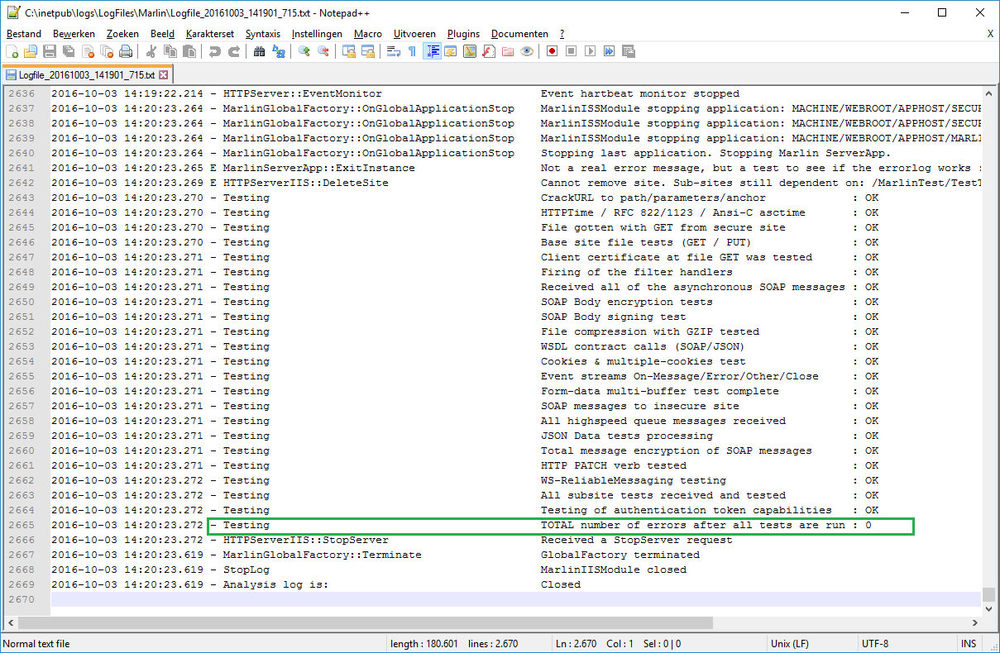 C:\inetpub\logs\LogFiles\Marlin\Logfile_20161003_141901_715.txt - Notepad++
Bestand Bewerken Zoeken Beeld Karakterset Syntaxis Instellingen Macro Uitvoeren Plugins Documenten ? X
Logfile_20161003_141901_715.txt
2636 2016-10-03 14:19:22.214 - HTTPServer::EventMonitor Event hartbeat monitor stopped
2637 2016-10-03 14:20:23.264 - MarlinGlobalFactory::OnGlobalApplicationStop MarlinISSModule stopping application: MACHINE/WEBROOT/APPHOST/SECUR
2638 2016-10-03 14:20:23.264 - MarlinGlobalFactory::OnGlobalApplicationStop MarlinISSModule stopping application: MACHINE/WEBROOT/APPHOST/SECUR
2639 2016-10-03 14:20:23.264 - MarlinGlobalFactory::OnGlobalApplicationStop MarlinISSModule stopping application: MACHINE/WEBROOT/APPHOST/MARLI
2640 2016-10-03 14:20:23.264 - MarlinGlobalFactory::OnGlobalApplicationStop Stopping last application. Stopping Marlin ServerApp.
2641 2016-10-03 14:20:23.265 E MarlinServerApp::ExitInstance Not a real error message, but a test to see if the errorlog works :
2642 2016-10-03 14:20:23.269 E HTTPServerIIS::DeleteSite Cannot remove site. Sub-sites still dependent on: /MarlinTest/TestT
2643 2016-10-03 14:20:23.270 - Testing CrackURL to path/parameters/anchor : OK
2644 2016-10-03 14:20:23.270 - Testing HTTPTime / RFC 822/1123 / Ansi-C asctime : OK
2645 2016-10-03 14:20:23.270 - Testing File gotten with GET from secure site : OK
2646 2016-10-03 14:20:23.270 - Testing Base site file tests (GET / PUT) : OK
2647 2016-10-03 14:20:23.271 - Testing Client certificate at file GET was tested : OK
2648 2016-10-03 14:20:23.271 - Testing Firing of the filter handlers : OK
2649 2016-10-03 14:20:23.271 - Testing Received all of the asynchronous SOAP messages : OK
2650 2016-10-03 14:20:23.271 - Testing SOAP Body encryption tests : OK
2651 2016-10-03 14:20:23.271 - Testing SOAP Body signing test : OK
2652 2016-10-03 14:20:23.271 - Testing File compression with GZIP tested : OK
2653 2016-10-03 14:20:23.271 - Testing WSDL contract calls (SOAP/JSON) : OK
2654 2016-10-03 14:20:23.271 - Testing Cookies & multiple-cookies test : OK
2655 2016-10-03 14:20:23.271 - Testing Event streams On-Message/Error/Other/Close : OK
2656 2016-10-03 14:20:23.271 - Testing Form-data multi-buffer test complete : OK
2657 2016-10-03 14:20:23.271 - Testing SOAP messages to insecure site : OK
2658 2016-10-03 14:20:23.271 - Testing All highspeed queue messages received : OK
2659 2016-10-03 14:20:23.271 - Testing JSON Data tests processing : OK
2660 2016-10-03 14:20:23.271 - Testing Total message encryption of SOAP messages : OK
2661 2016-10-03 14:20:23.271 - Testing HTTP PATCH verb tested : OK
2662 2016-10-03 14:20:23.272 - Testing WS-ReliableMessaging testing : OK
2663 2016-10-03 14:20:23.272 - Testing All subsite tests received and tested : OK
2664 2016-10-03 14:20:23.272 - Testing Testing of authentication token capabilities : OK
2665 2016-10-03 14:20:23.272 - Testing TOTAL number of errors after all tests are run : 0
2666 2016-10-03 14:20:23.272 - HTTPServerIIS::StopServer Received a StopServer request
2667 2016-10-03 14:20:23.619 - MarlinGlobalFactory::Terminate GlobalFactory terminated
2668 2016-10-03 14:20:23.619 - StopLog MarlinIISModule closed
2669 2016-10-03 14:20:23.619 - Analysis log is: Closed
2670
Normal text file length : 180.601 lines : 2.670 Ln : 2.670 Col : 1 Sel : 0 | 0 Unix (LF) UTF-8 INS